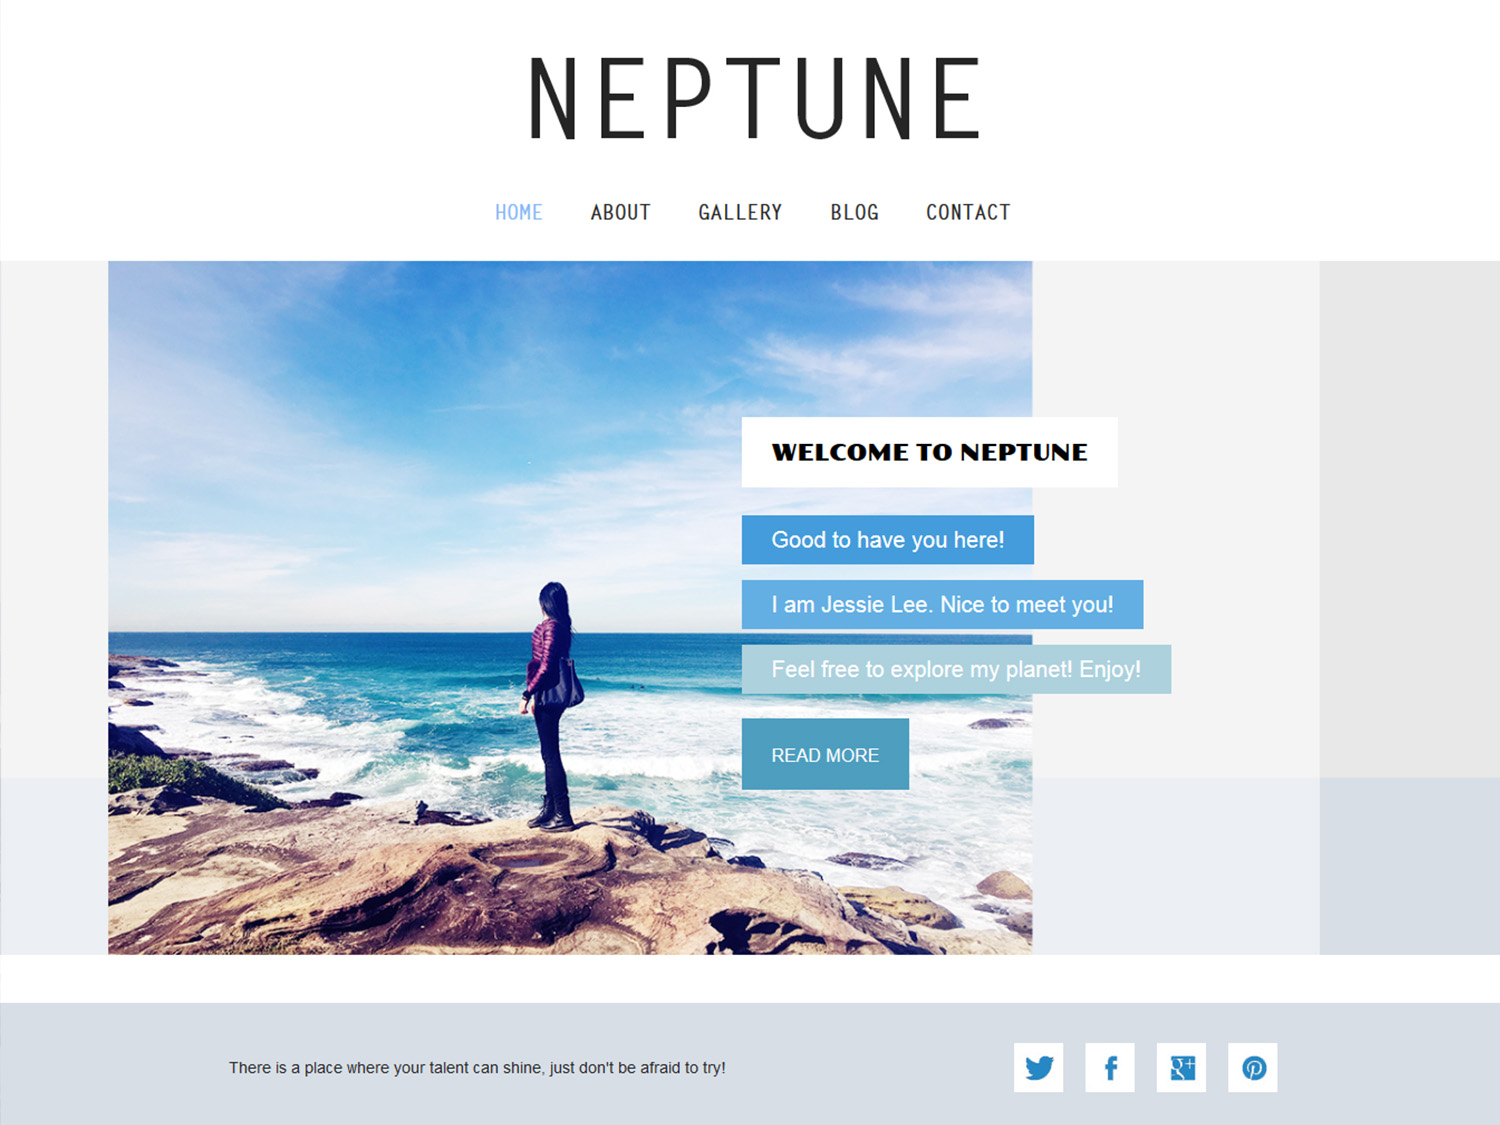 NEPTUNE
HOME ABOUT GALLERY BLOG CONTACT
WELCOME TO NEPTUNE
Good to have you here!
I am Jessie Lee. Nice to meet you!
Feel free to explore my planet! Enjoy!
READ MORE
There is a place where your talent can shine, just don't be afraid to try!